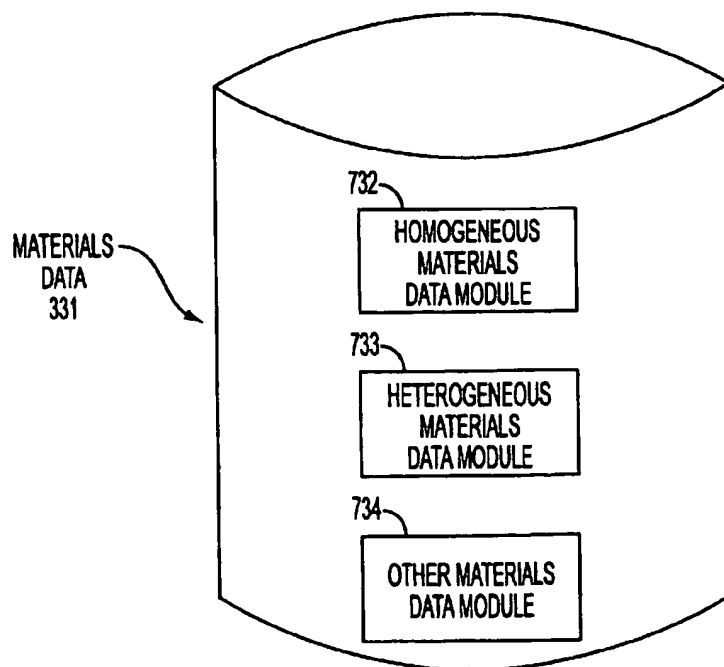 732
HOMOGENEOUS
MATERIALS
DATA MODULE
MATERIALS
DATA
331
733
HETEROGENEOUS
MATERIALS
DATA MODULE
734
OTHER MATERIALS
DATA MODULE